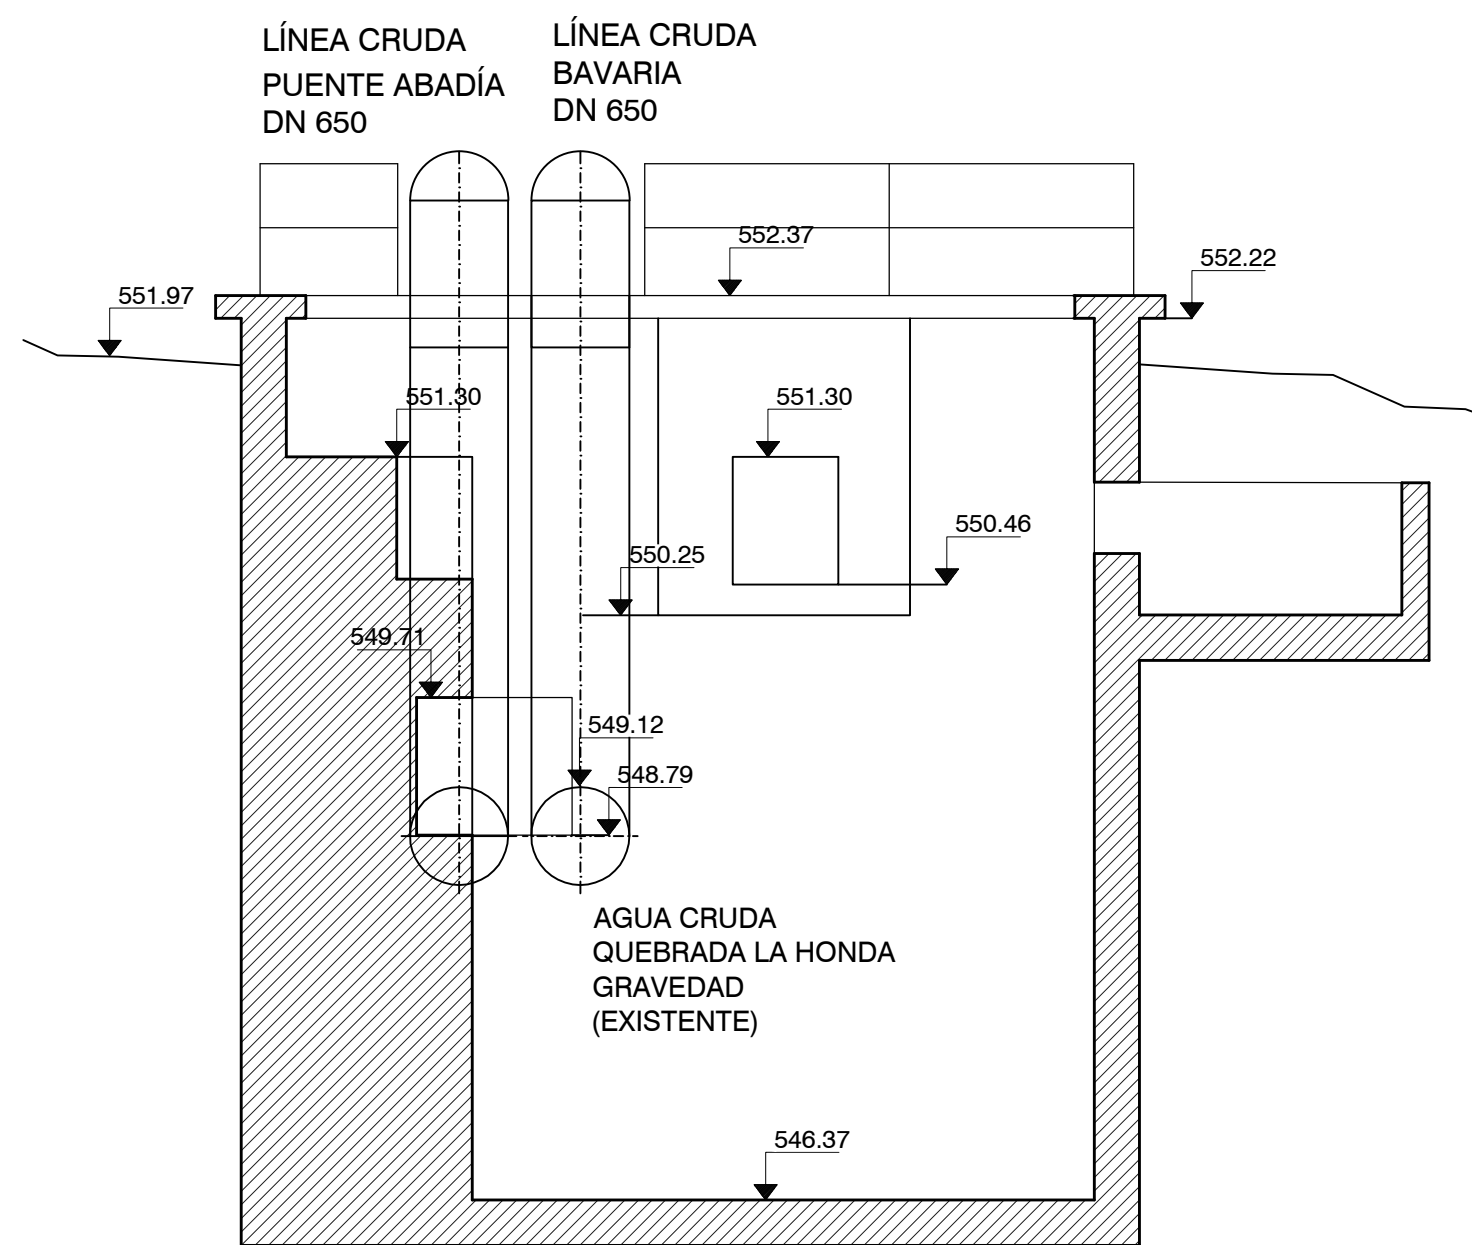 LÍNEA CRUDA
PUENTE ABADÍA
DN 650
LÍNEA CRUDA
BAVARIA
DN 650
552.37
552.22
551.97
551.30
551.30
550.46
550.25
549.71
549.12
548.79
AGUA CRUDA
QUEBRADA LA HONDA
GRAVEDAD
(EXISTENTE)
546.37